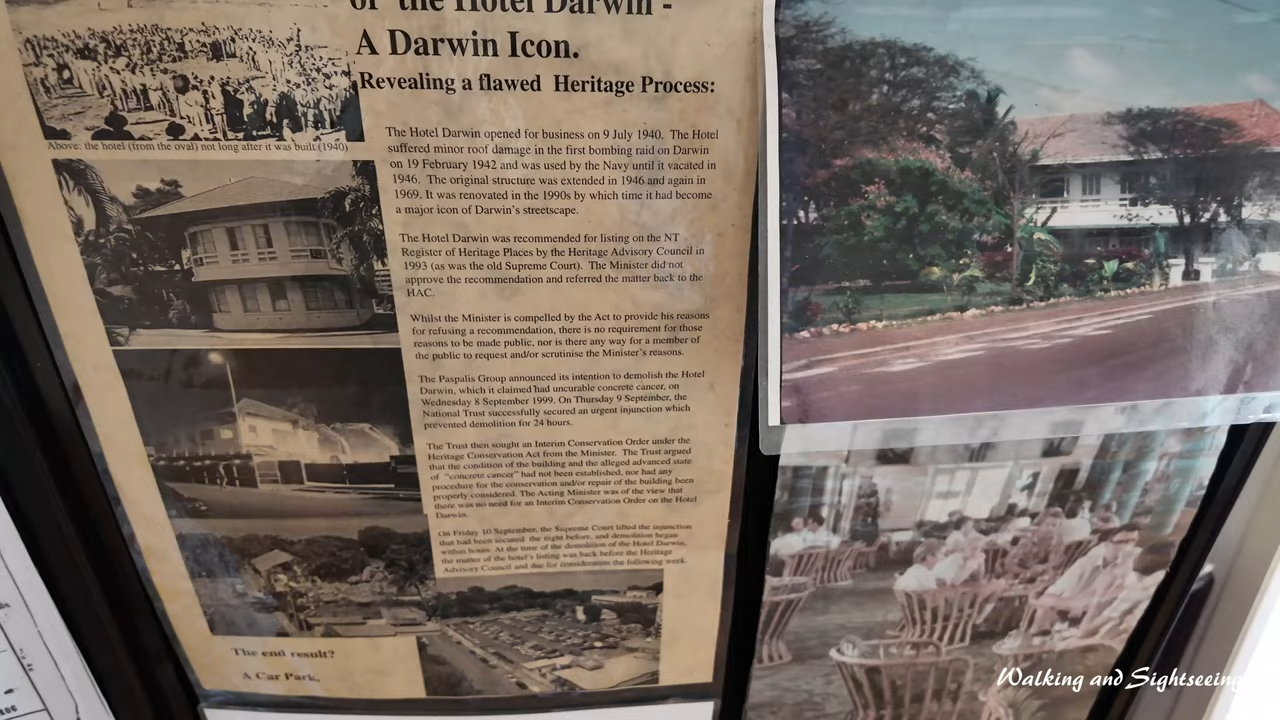 of the Hotel Darwin -
A Darwin Icon.
Revealing a flawed Heritage Process:
Above: the hotel (from the oval) not long after it was built (1940)
The Hotel Darwin opened for business on 9 July 1940. The Hotel
suffered minor roof damage in the first bombing raid on Darwin
on 19 February 1942 and was used by the Navy until it vacated in
1946. The original structure was extended in 1946 and again in
1969. It was renovated in the 1990s by which time it had become
a major icon of Darwin's streetscape.
The Hotel Darwin was recommended for listing on the NT
Register of Heritage Places by the Heritage Advisory Council in
1993 (as was the old Supreme Court). The Minister did not
approve the recommendation and referred the matter back to the
HAC.
Whilst the Minister is compelled by the Act to provide his reasons
for refusing a recommendation, there is no requirement for those
reasons to be made public, nor is there any way for a member of
the public to request and/or scrutinise the Minister's reasons.
The Paspalis Group announced its intention to demolish the Hotel
Darwin, which it claimed had uncurable concrete cancer, on
Wednesday 8 September 1999. On Thursday 9 September, the
National Trust successfully secured an urgent injunction which
prevented demolition for 24 hours.
The Trust then sought an Interim Conservation Order under the
Heritage Conservation Act from the Minister. The Trust argued
that the condition of the building and the alleged advanced state
of "concrete cancer" had not been established, nor had any
procedure for the conservation and/or repair of the building been
properly considered. The Acting Minister was of the view that
there was no need for an Interim Conservation Order on the Hotel
Darwin.
On Friday 10 September, the Supreme Court lifted the injunction
that had been secured the night before, and demolition began
within hours. At the time of the demolition of the Hotel Darwin,
the matter of the hotel's listing was back before the Heritage
Advisory Council and due for consideration the following week.
The end result?
A Car Park.
Walking and Sightseeing